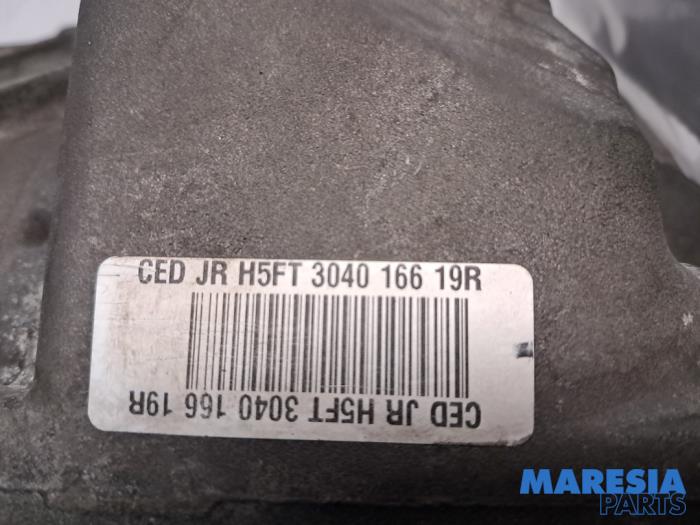 CED JR H5FT 3040 166 19R
CED JR H5FT 3040 166 19R
MARESIA
PARTS